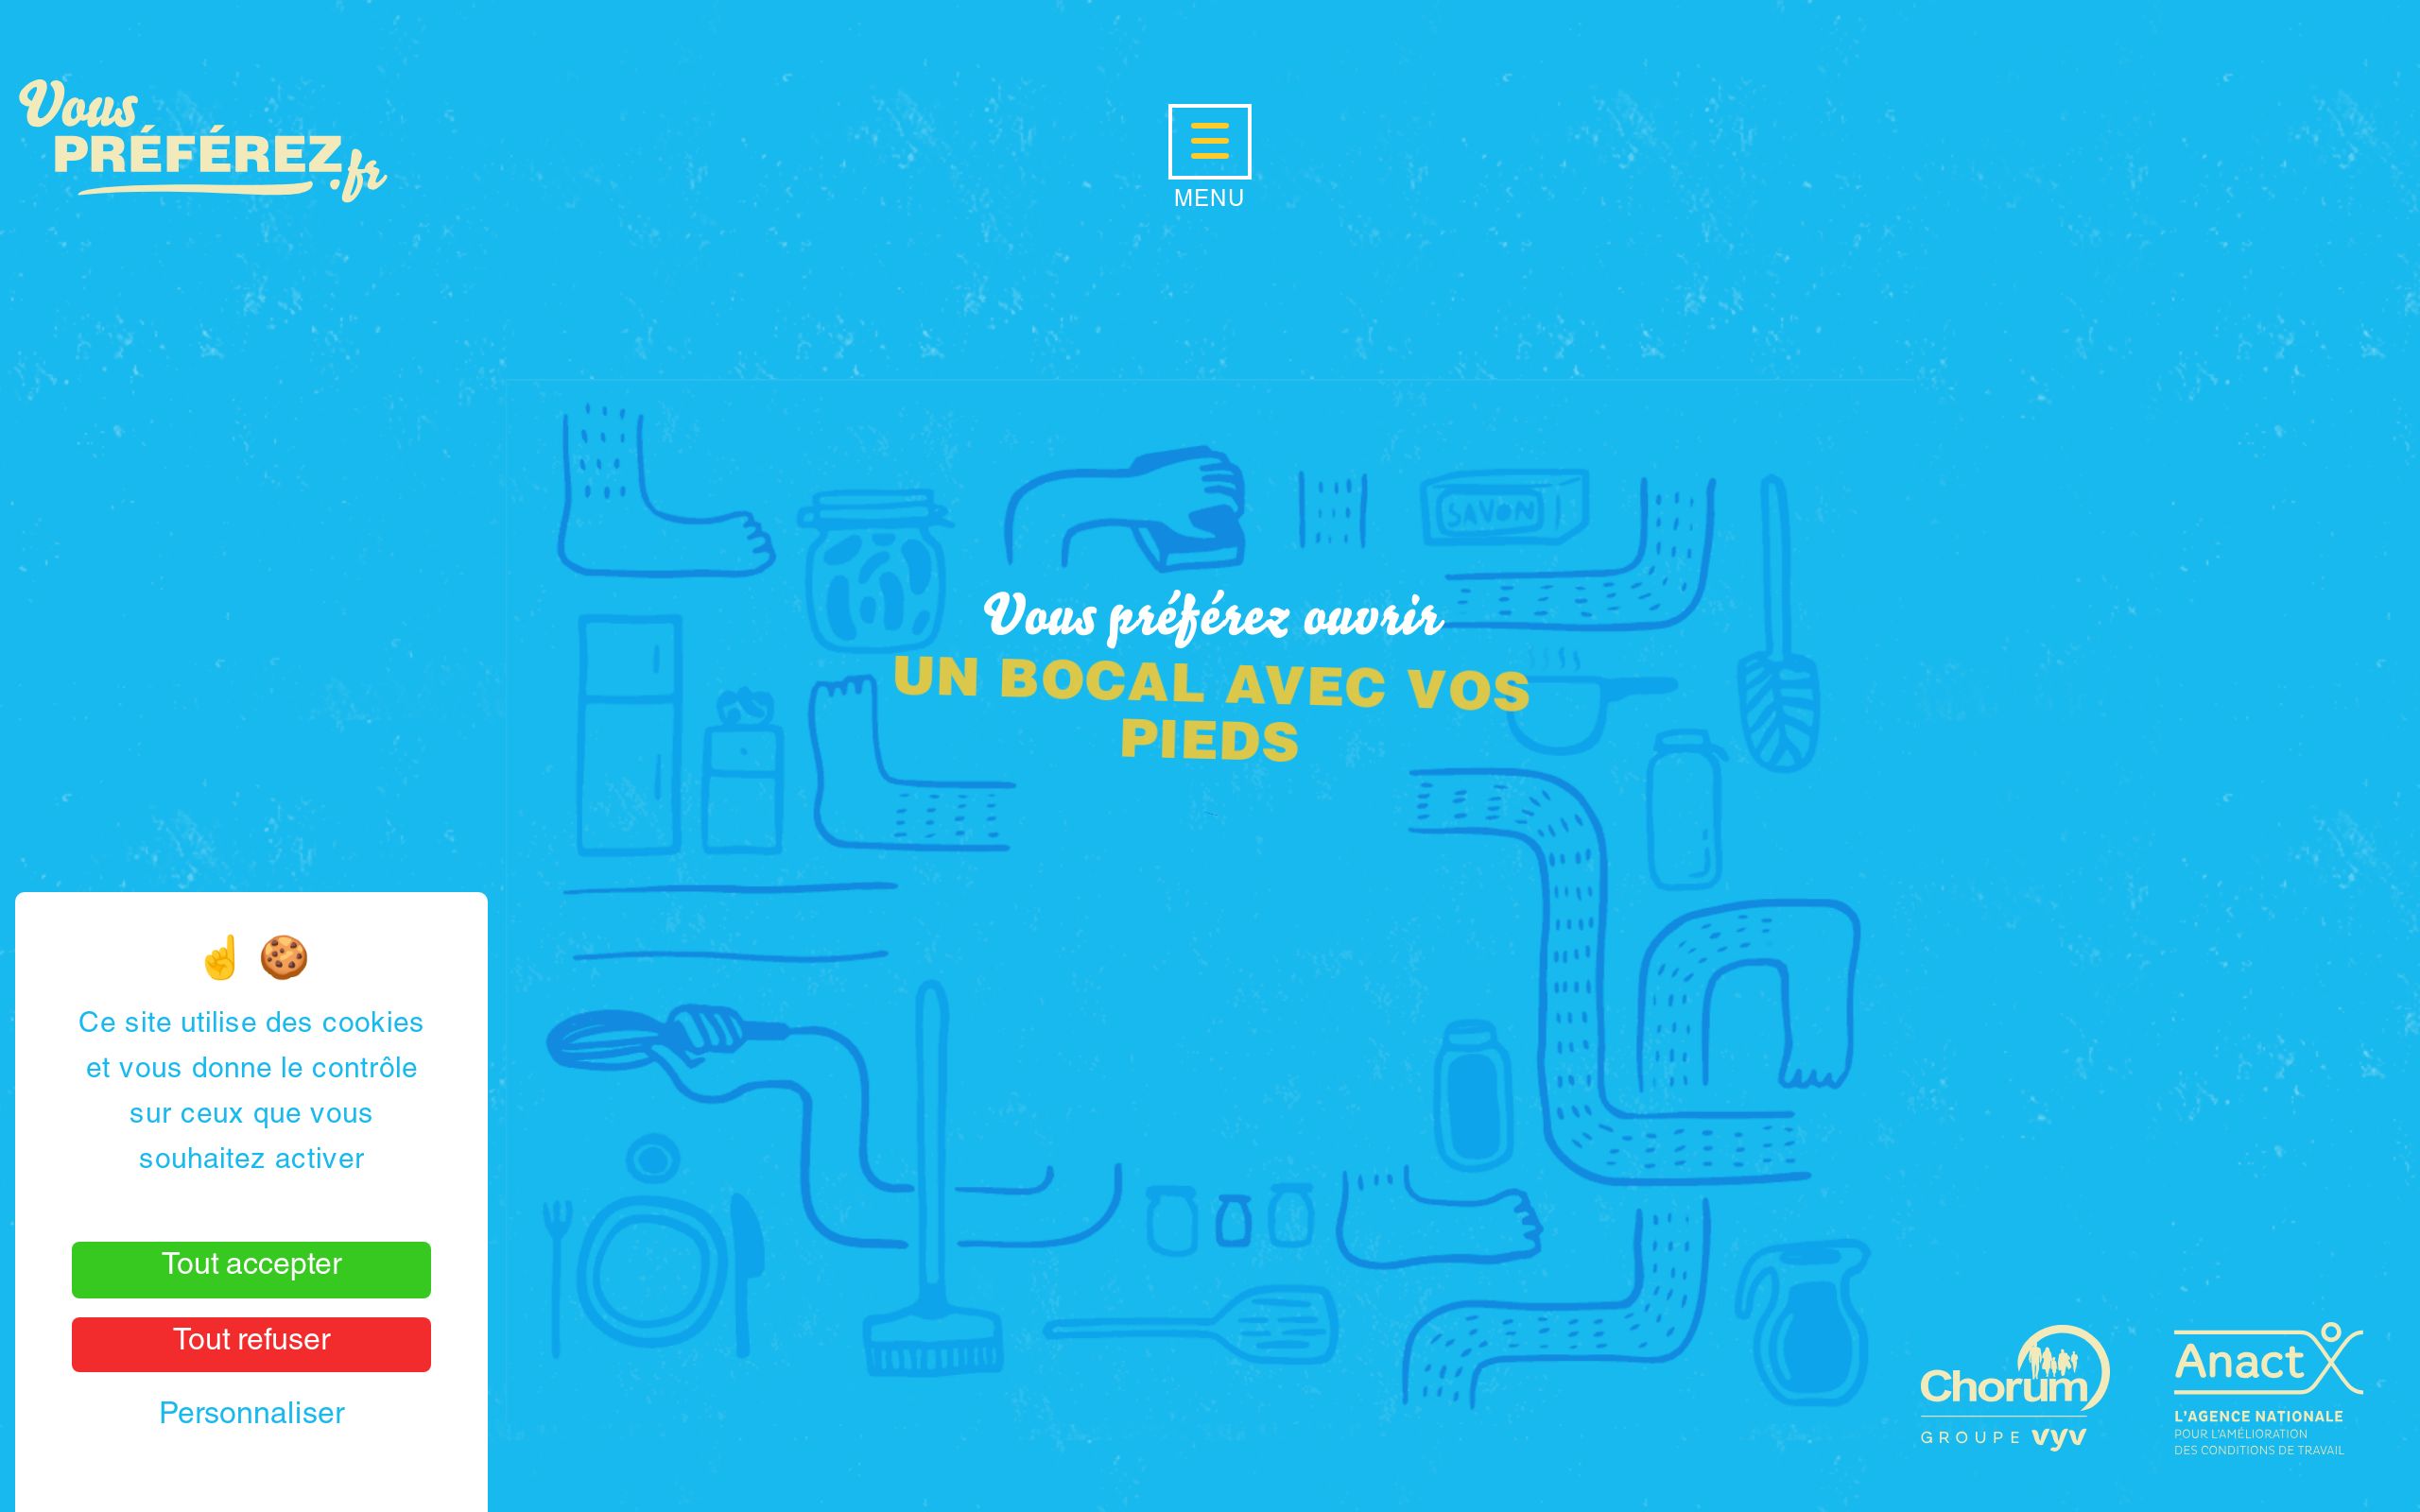 Vous
PRÉFÉREZ.fr
MENU
SAVON
Vous préférez ouvrir
UN BOCAL AVEC VOS
PIEDS
☝️ 🍪
Ce site utilise des cookies
et vous donne le contrôle
sur ceux que vous
souhaitez activer
Tout accepter
Tout refuser
Personnaliser
Chorum
GROUPE vyv
Anact
L'AGENCE NATIONALE
POUR L'AMÉLIORATION
DES CONDITIONS DE TRAVAIL